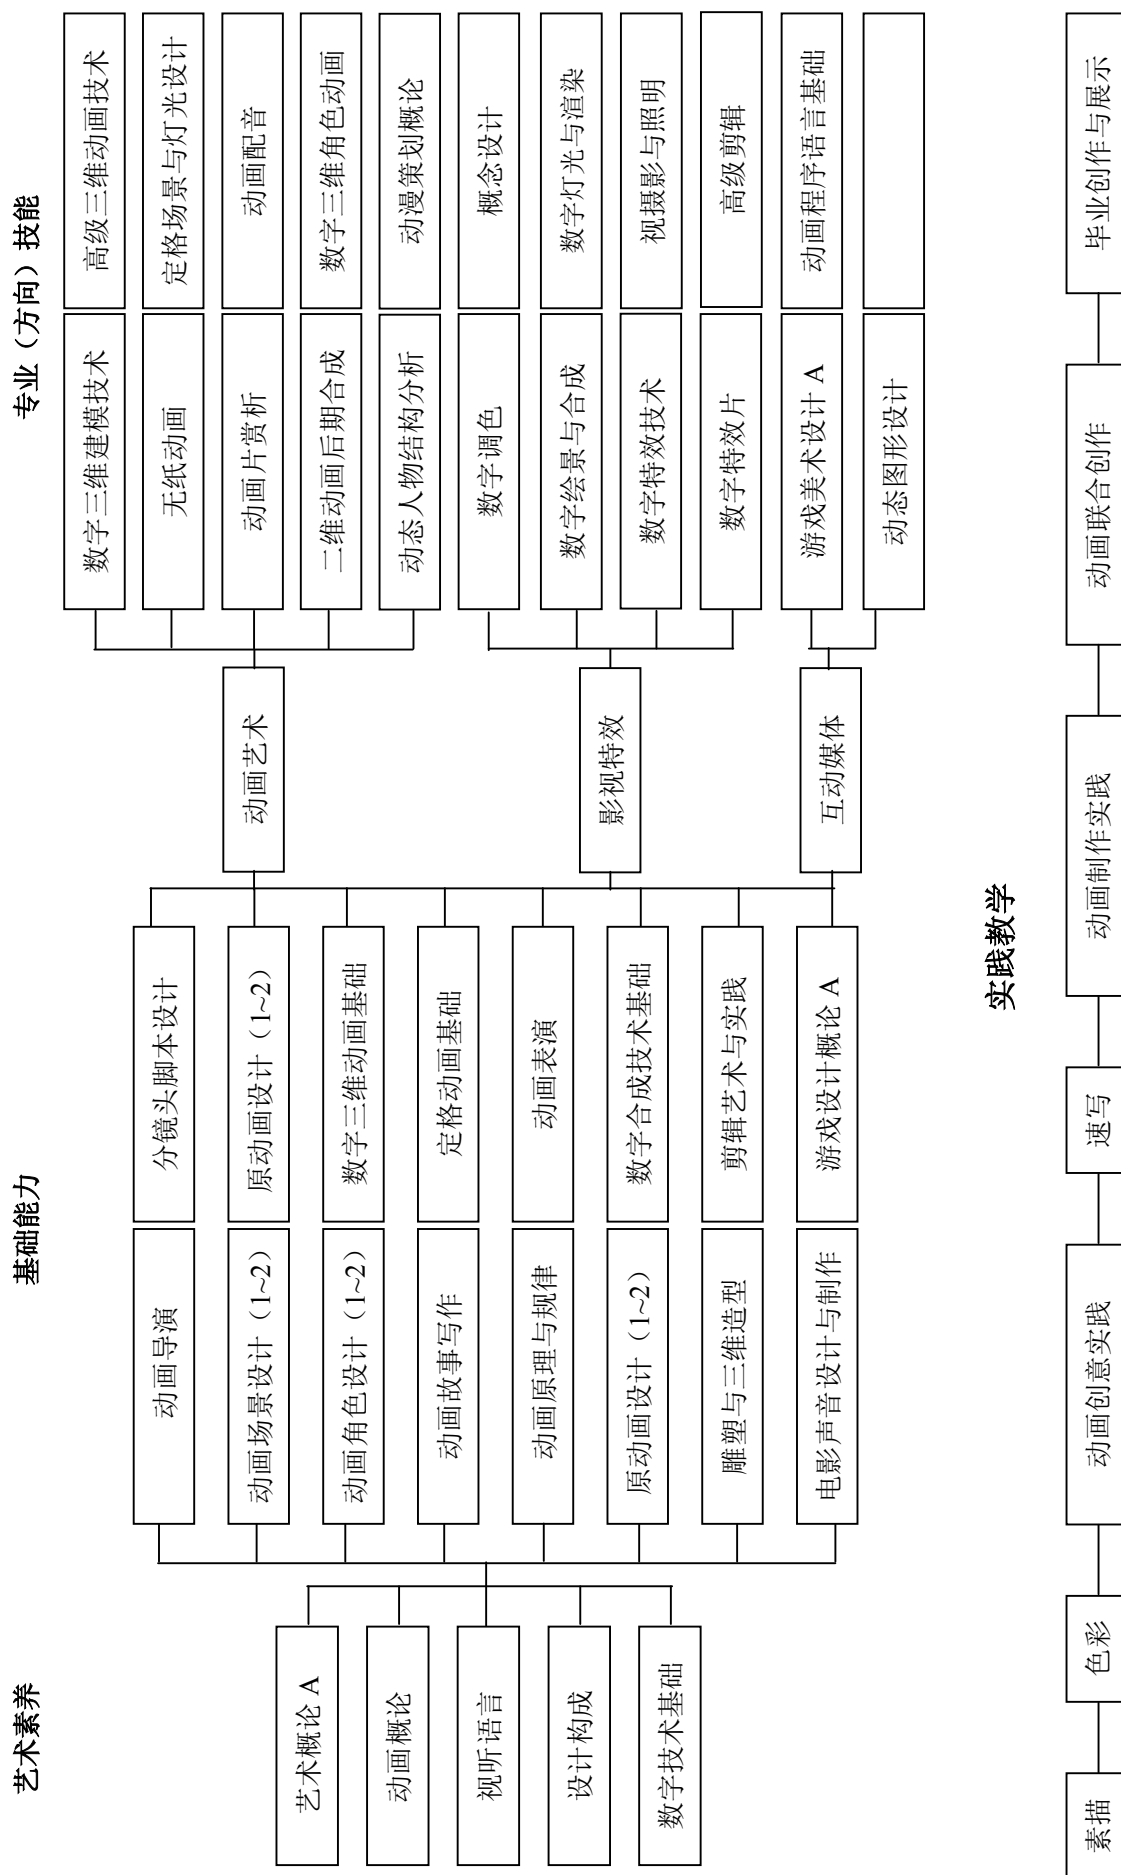 艺术素养
基础能力
专业（方向）技能
艺术概论 A
动画概论
视听语言
设计构成
数字技术基础
动画导演
分镜头脚本设计
动画场景设计（1~2）
原动画设计（1~2）
动画角色设计（1~2）
数字三维动画基础
动画故事写作
定格动画基础
动画原理与规律
动画表演
原动画设计（1~2）
数字合成技术基础
雕塑与三维造型
剪辑艺术与实践
电影声音设计与制作
游戏设计概论 A
动画艺术
影视特效
互动媒体
数字三维建模技术
高级三维动画技术
无纸动画
定格场景与灯光设计
动画片赏析
动画配音
二维动画后期合成
数字三维角色动画
动态人物结构分析
动漫策划概论
数字调色
概念设计
数字绘景与合成
数字灯光与渲染
数字特效技术
视摄影与照明
数字特效片
高级剪辑
游戏美术设计 A
动画程序语言基础
动态图形设计
实践教学
素描
色彩
动画创意实践
速写
动画制作实践
动画联合创作
毕业创作与展示